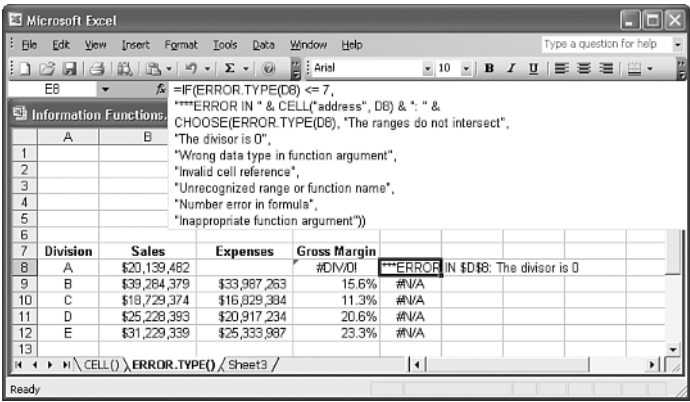 Microsoft Excel
File Edit View Insert Format Tools Data Window Help Type a question for help
Arial 10 B I U
E8 fx =IF(ERROR.TYPE(D8) <= 7,
"***ERROR IN " & CELL("address", D8) & ": " &
Information Functions. CHOOSE(ERROR.TYPE(D8), "The ranges do not intersect",
A B "The divisor is 0",
1 "Wrong data type in function argument",
2 "Invalid cell reference",
3 "Unrecognized range or function name",
4 "Number error in formula",
5 "Inappropriate function argument"))
6
7 Division Sales Expenses Gross Margin
8 A $20,139,482 #DIV/0! ***ERROR IN $D$8: The divisor is 0
9 B $39,284,379 $33,987,263 15.6% #N/A
10 C $18,729,374 $16,829,384 11.3% #N/A
11 D $25,228,393 $20,917,234 20.6% #N/A
12 E $31,229,339 $25,333,987 23.3% #N/A
13
CELL() ERROR.TYPE() Sheet3
Ready